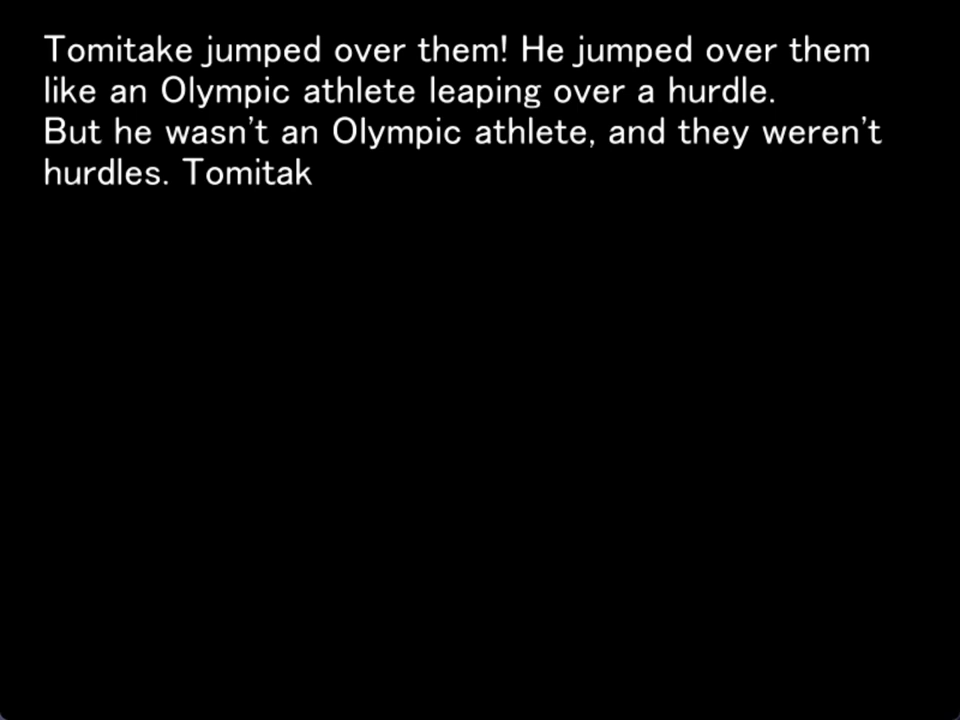 Tomitake jumped over them! He jumped over them
like an Olympic athlete leaping over a hurdle.
But he wasn't an Olympic athlete, and they weren't
hurdles. Tomitak